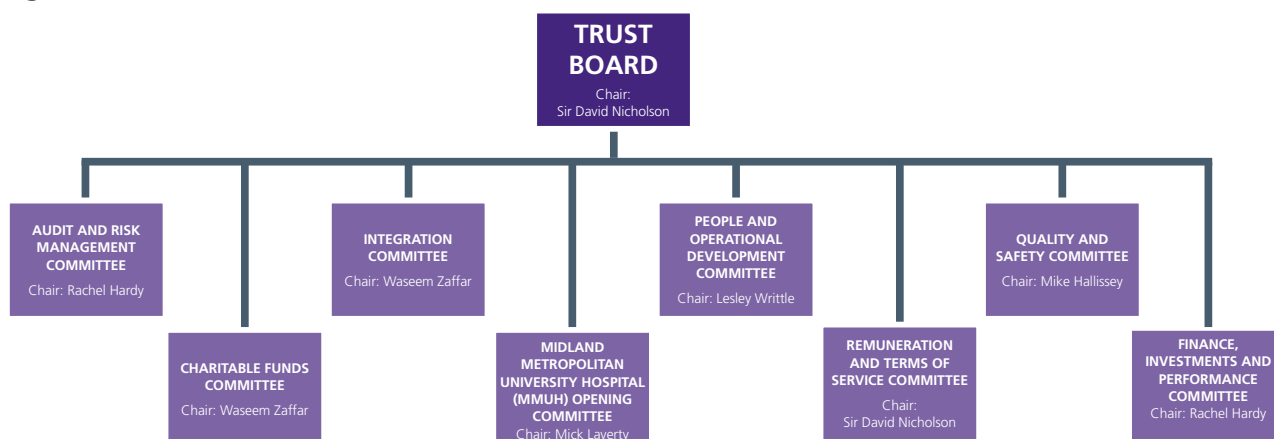 TRUST
BOARD
Chair:
Sir David Nicholson
AUDIT AND RISK
MANAGEMENT
COMMITTEE
Chair: Rachel Hardy
INTEGRATION
COMMITTEE
Chair: Waseem Zaffar
PEOPLE AND
OPERATIONAL
DEVELOPMENT
COMMITTEE
Chair: Lesley Writtle
QUALITY AND
SAFETY COMMITTEE
Chair: Mike Hallissey
CHARITABLE FUNDS
COMMITTEE
Chair: Waseem Zaffar
MIDLAND
METROPOLITAN
UNIVERSITY HOSPITAL
(MMUH) OPENING
COMMITTEE
Chair: Mick Laverty
REMUNERATION
AND TERMS OF
SERVICE COMMITTEE
Chair:
Sir David Nicholson
FINANCE,
INVESTMENTS AND
PERFORMANCE
COMMITTEE
Chair: Rachel Hardy